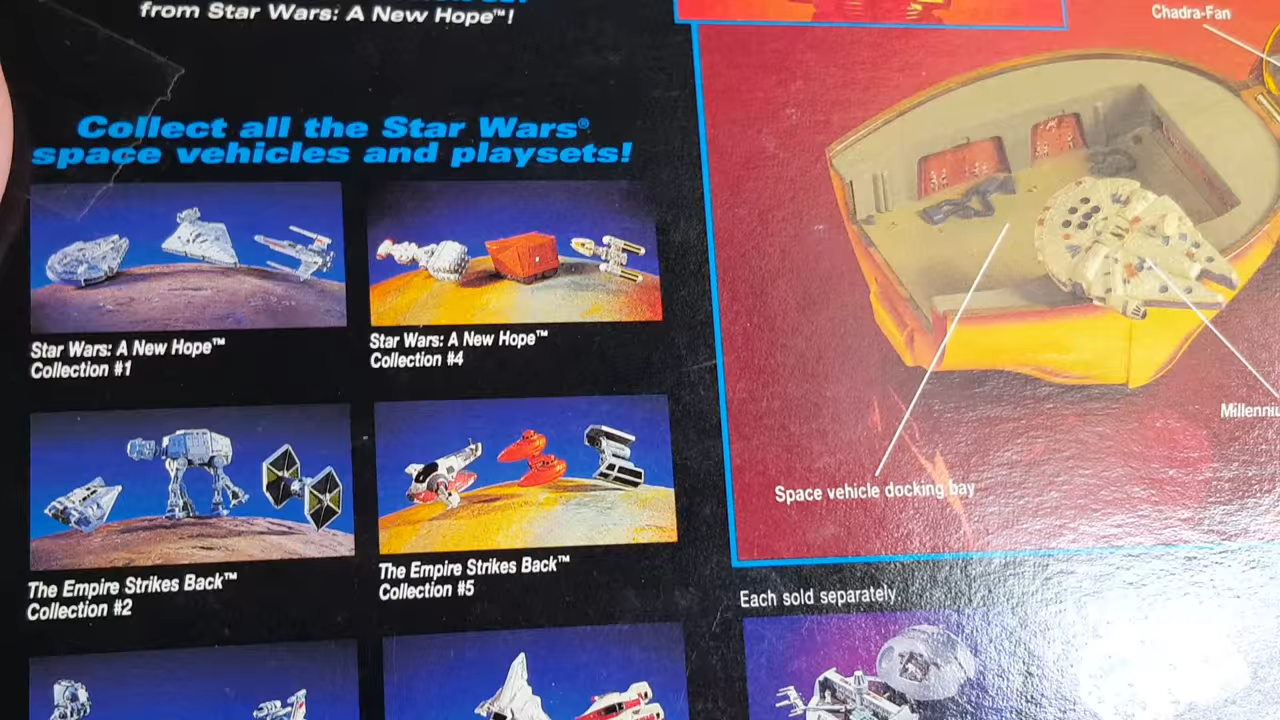 from Star Wars: A New Hope™!
Collect all the Star Wars®
space vehicles and playsets!
Star Wars: A New Hope™
Collection #1
Star Wars: A New Hope™
Collection #4
The Empire Strikes Back™
Collection #2
The Empire Strikes Back™
Collection #5
Chadra-Fan
Space vehicle docking bay
Each sold separately.